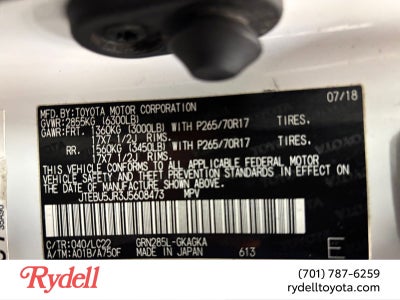 07/18
MFD. BY: TOYOTA MOTOR CORPORATION
GVWR: 2855KG (6300LB)
GAWR: FRT. 1360KG (3000LB) WITH P265/70R17 TIRES,
17X7 1/2J RIMS.
RR. 1560KG (3450LB) WITH P265/70R17 TIRES,
17X7 1/2J RIMS.
THIS VEHICLE CONFORMS TO ALL APPLICABLE FEDERAL MOTOR
VEHICLE SAFETY AND THEFT PREVENTION STANDARDS IN EFFECT ON
THE DATE OF MANUFACTURE SHOWN ABOVE.
JTEBU5JR3J5608473 MPV
C/TR: 040/LC22 GRN285L-GKAGKA
A/TM: A01B/A750F MADE IN JAPAN 613
E
Rydell
(701) 787-6259
rydelltoyota.com